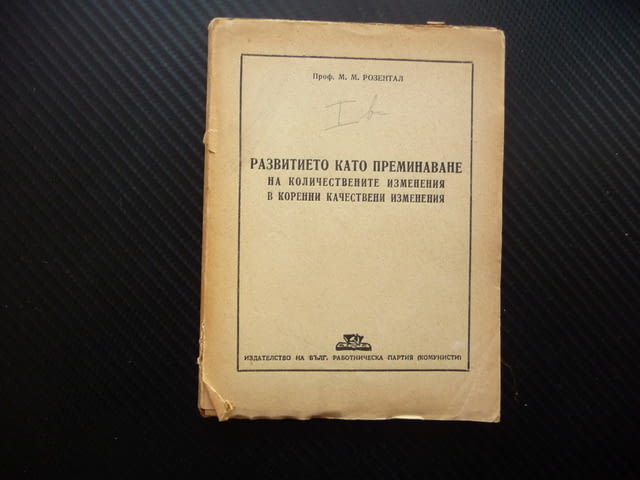 Проф. М. М. РОЗЕНТАЛ
РАЗВИТИЕТО КАТО ПРЕМИНАВАНЕ
НА КОЛИЧЕСТВЕНИТЕ ИЗМЕНЕНИЯ
В КОРЕННИ КАЧЕСТВЕНИ ИЗМЕНЕНИЯ
ИЗДАТЕЛСТВО НА БЪЛГ. РАБОТНИЧЕСКА ПАРТИЯ (КОМУНИСТИ)